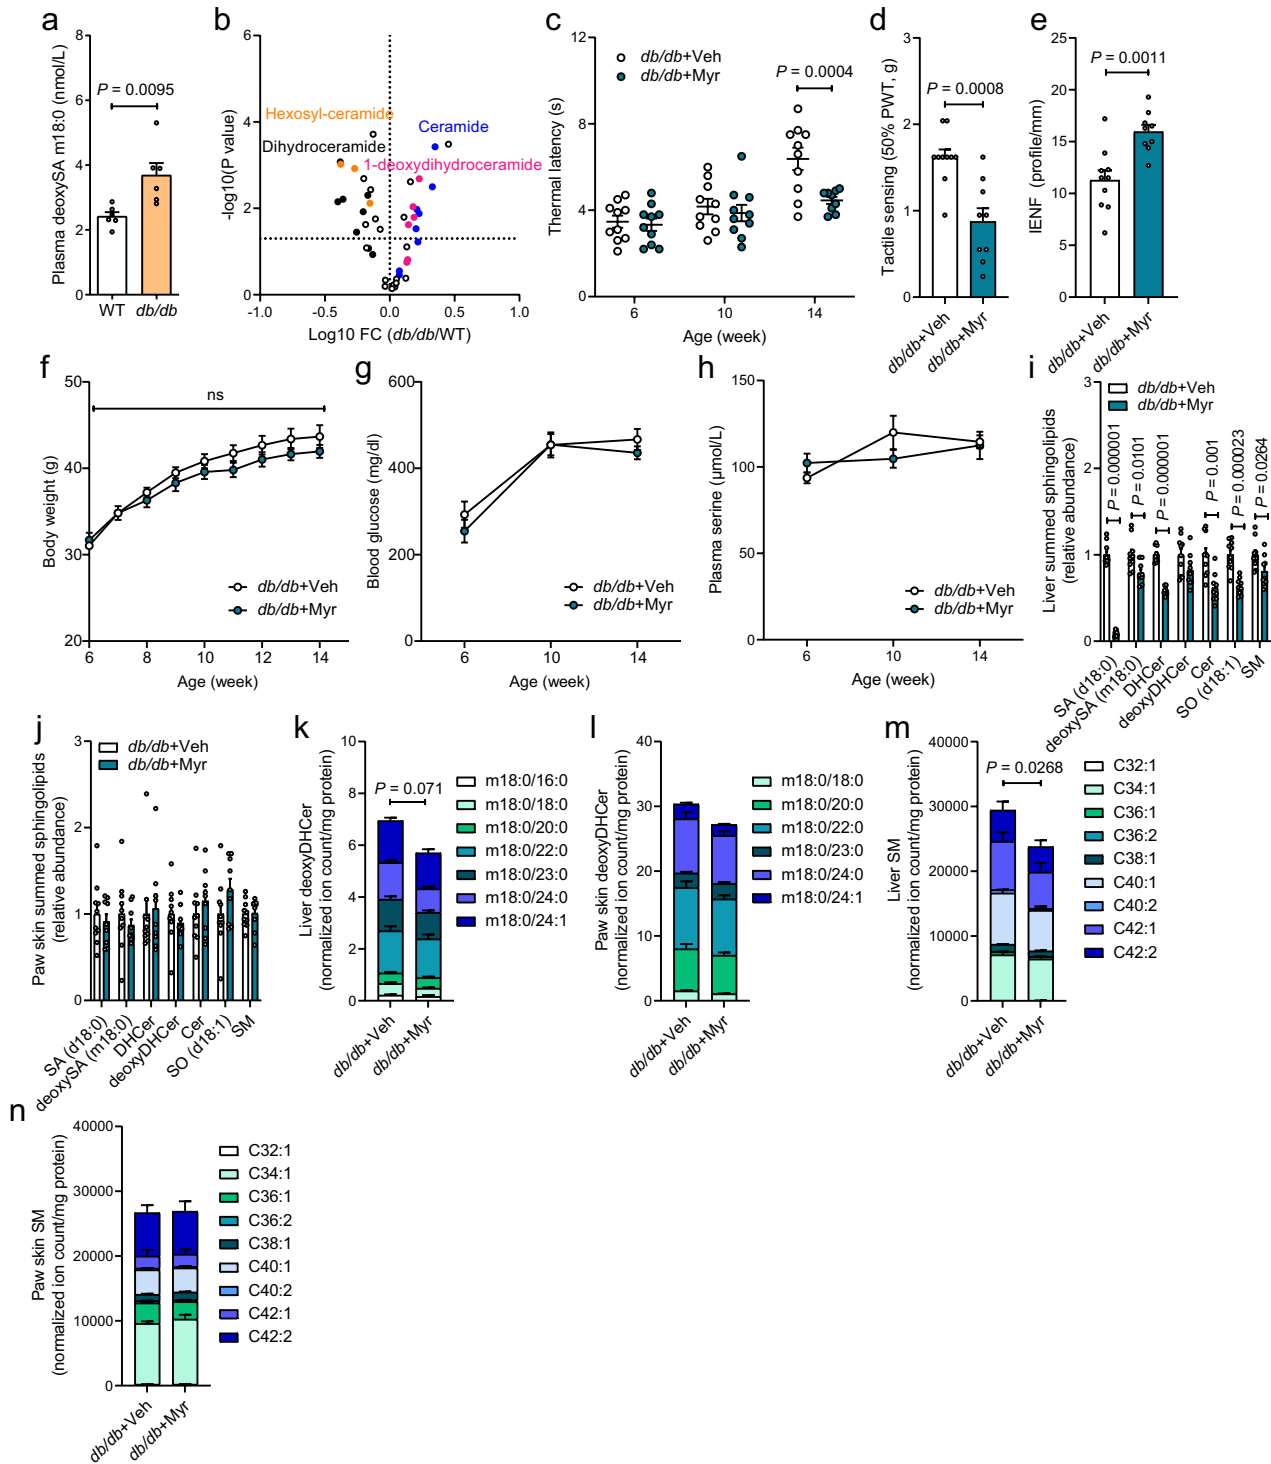 a
Plasma deoxySA m18:0 (nmol/L)
8
6
4
2
0
P = 0.0095
WT
db/db
b
-log10(P value)
6
4
2
0
Hexosyl-ceramide
Ceramide
Dihydroceramide
1-deoxydihydroceramide
-1.0
-0.5
0.0
0.5
1.0
Log10 FC (db/db/WT)
c
Thermal latency (s)
12
8
4
0
db/db+Veh
db/db+Myr
P = 0.0004
6
10
14
Age (week)
d
Tactile sensing (50% PWT, g)
3
2
1
0
P = 0.0008
db/db+Veh
db/db+Myr
e
IENF (profile/mm)
25
20
15
10
5
0
P = 0.0011
db/db+Veh
db/db+Myr
f
Body weight (g)
50
40
30
20
ns
db/db+Veh
db/db+Myr
6
8
10
12
14
Age (week)
g
Blood glucose (mg/dl)
600
400
200
0
db/db+Veh
db/db+Myr
6
10
14
Age (week)
h
Plasma serine (μmol/L)
150
100
50
0
db/db+Veh
db/db+Myr
6
10
14
Age (week)
i
Liver summed sphingolipids
(relative abundance)
3
2
1
0
db/db+Veh
db/db+Myr
P = 0.000001
P = 0.0101
P = 0.000001
P = 0.001
P = 0.000023
P = 0.0264
SA (d18:0)
deoxySA (m18:0)
DHCer
deoxyDHCer
Cer
SO (d18:1)
SM
j
Paw skin summed sphingolipids
(relative abundance)
3
2
1
0
db/db+Veh
db/db+Myr
SA (d18:0)
deoxySA (m18:0)
DHCer
deoxyDHCer
Cer
SO (d18:1)
SM
k
Liver deoxyDHCer
(normalized ion count/mg protein)
10
8
6
4
2
0
P = 0.071
db/db+Veh
db/db+Myr
m18:0/16:0
m18:0/18:0
m18:0/20:0
m18:0/22:0
m18:0/23:0
m18:0/24:0
m18:0/24:1
l
Paw skin deoxyDHCer
(normalized ion count/mg protein)
40
30
20
10
0
db/db+Veh
db/db+Myr
m18:0/18:0
m18:0/20:0
m18:0/22:0
m18:0/23:0
m18:0/24:0
m18:0/24:1
m
Liver SM
(normalized ion count/mg protein)
40000
30000
20000
10000
0
P = 0.0268
db/db+Veh
db/db+Myr
C32:1
C34:1
C36:1
C36:2
C38:1
C40:1
C40:2
C42:1
C42:2
n
Paw skin SM
(normalized ion count/mg protein)
40000
30000
20000
10000
0
db/db+Veh
db/db+Myr
C32:1
C34:1
C36:1
C36:2
C38:1
C40:1
C40:2
C42:1
C42:2